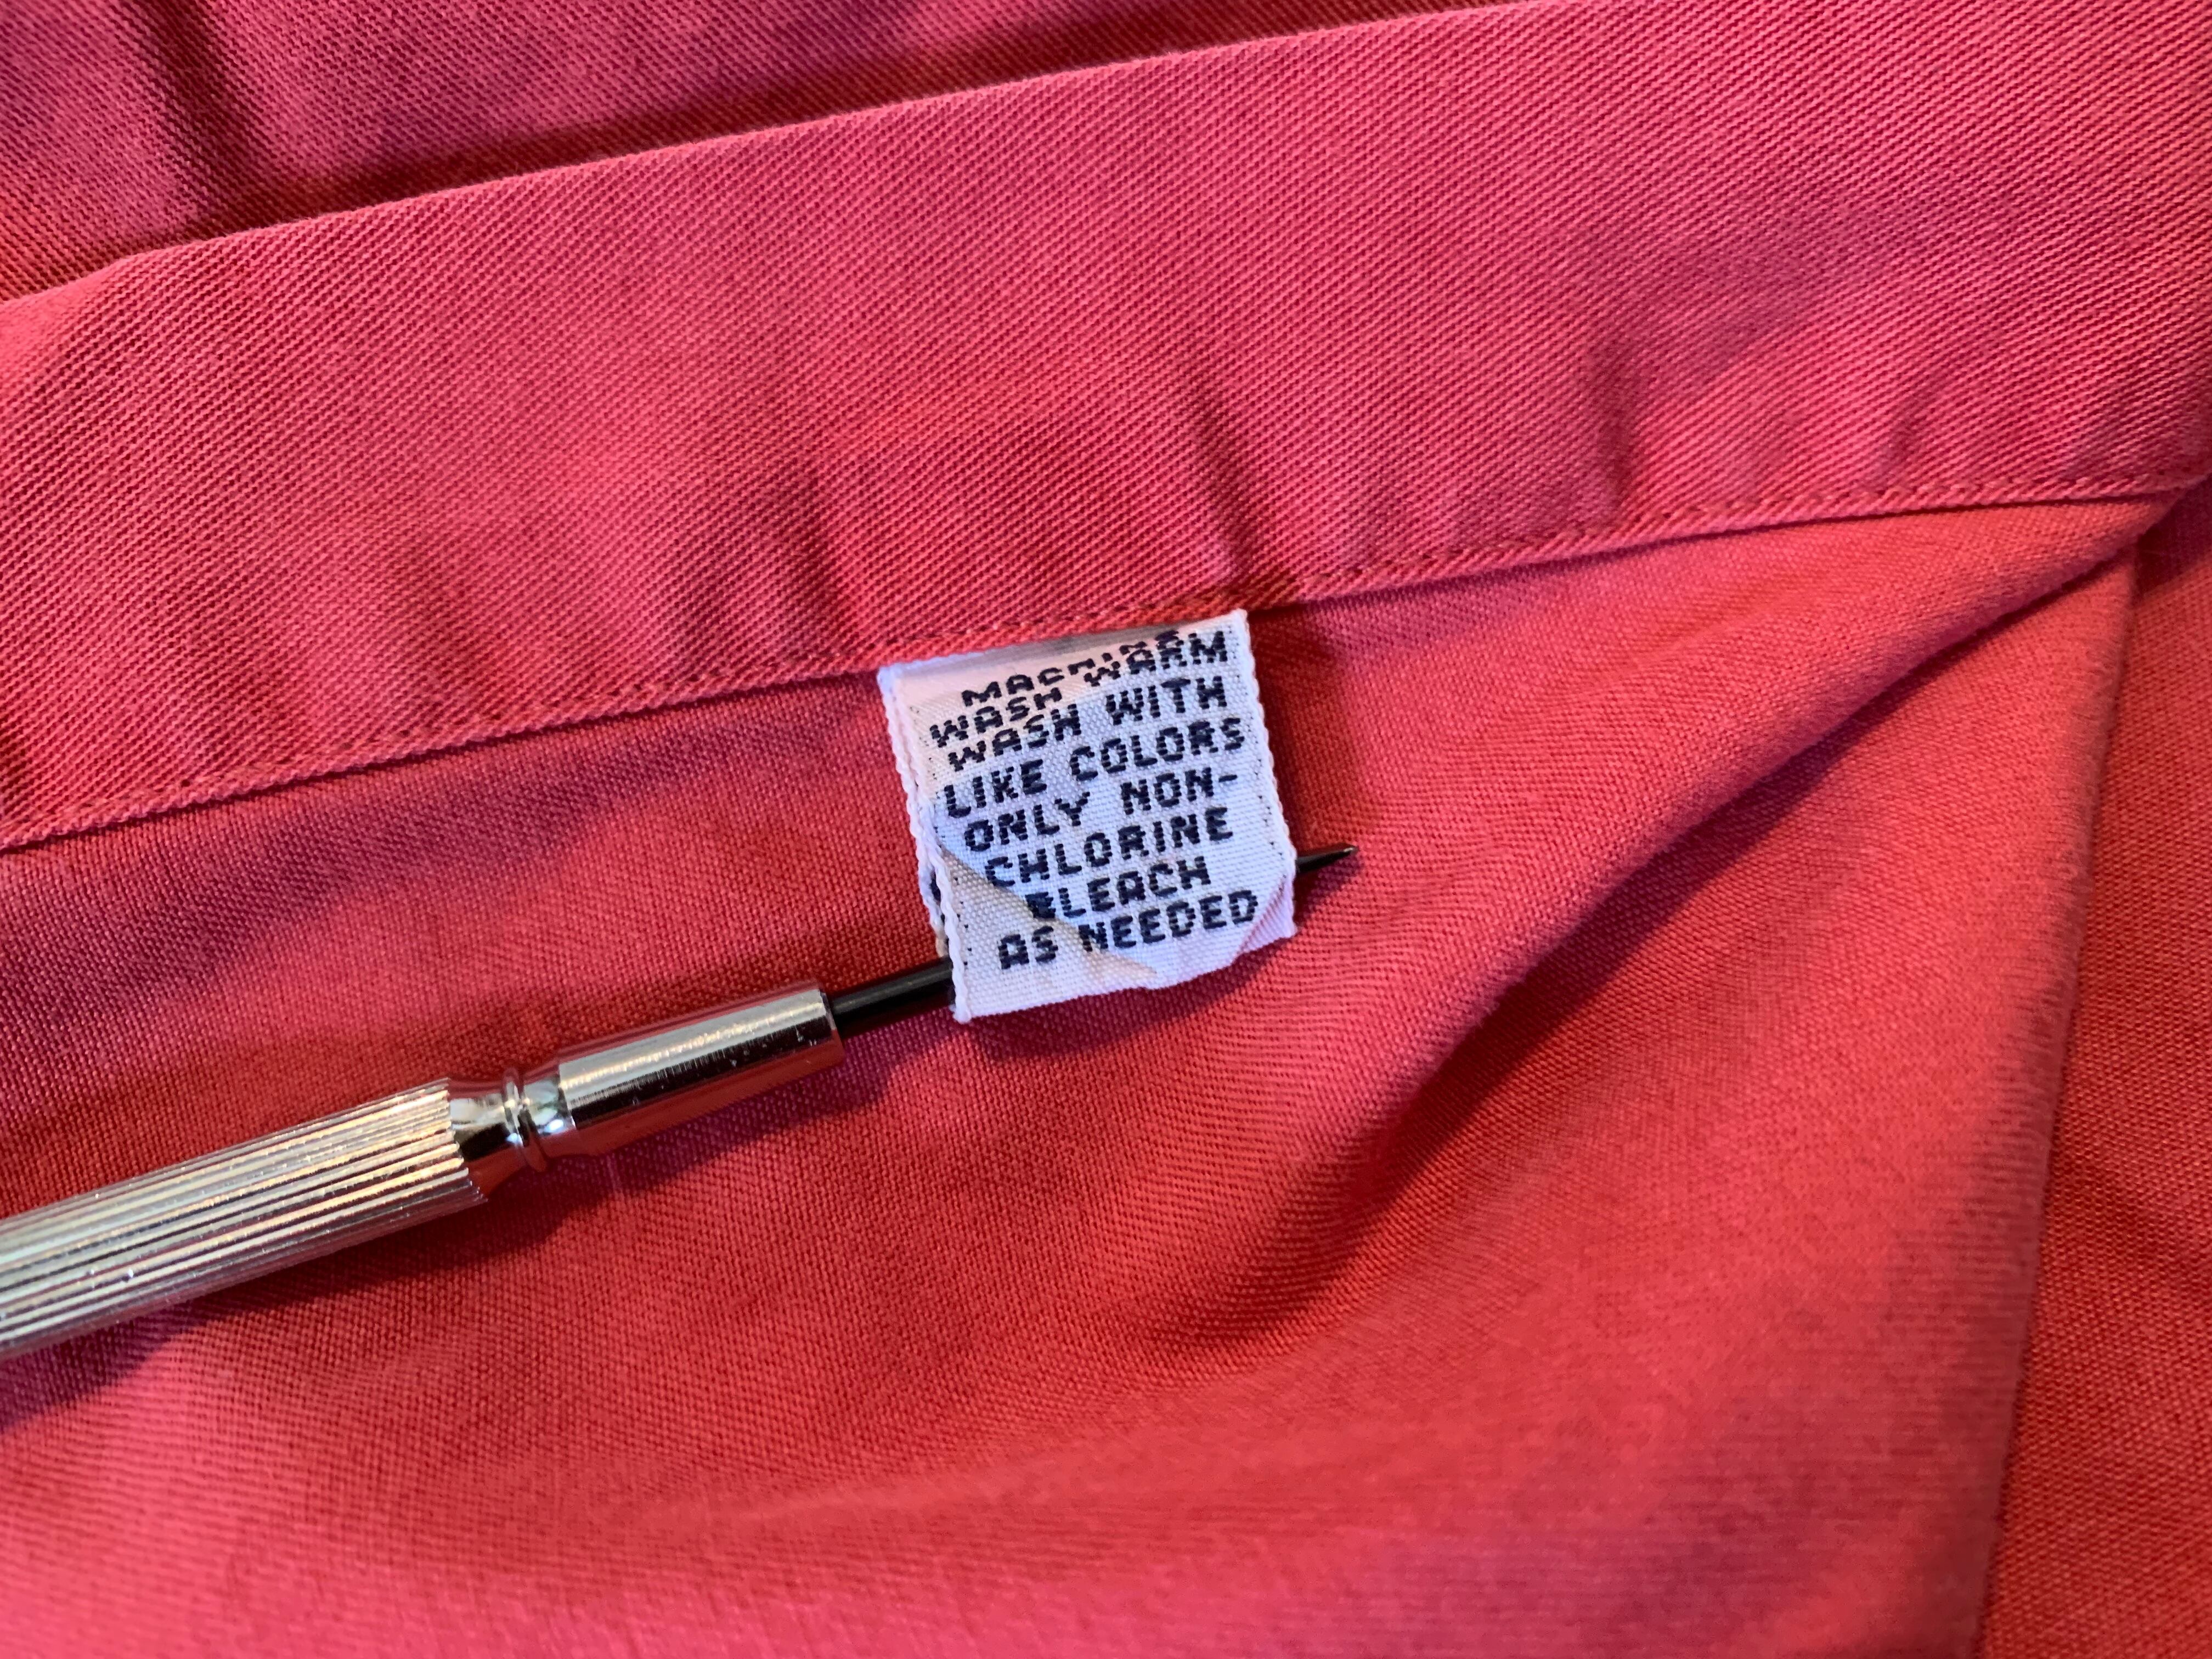 MACHINE
WASH WARM
WASH WITH
LIKE COLORS
ONLY NON-
CHLORINE
BLEACH
AS NEEDED